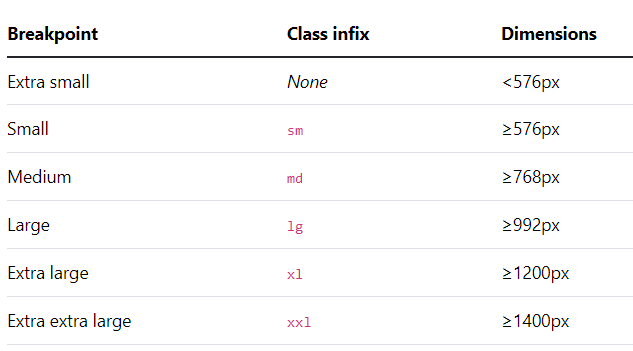 Breakpoint Class infix Dimensions
Extra small None <576px
Small sm ≥576px
Medium md ≥768px
Large lg ≥992px
Extra large xl ≥1200px
Extra extra large xxl ≥1400px